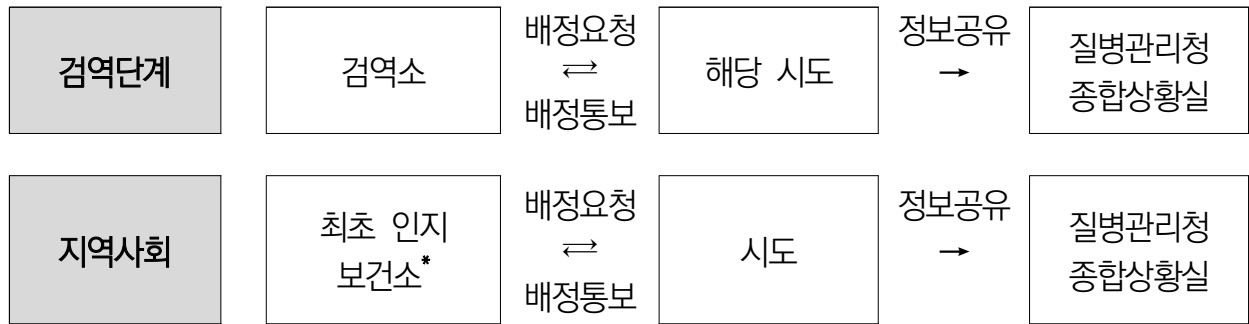 검역단계
검역소
배정요청
⇄
배정통보
해당 시도
정보공유
→
질병관리청
종합상황실
지역사회
최초 인지
보건소*
배정요청
⇄
배정통보
시도
정보공유
→
질병관리청
종합상황실